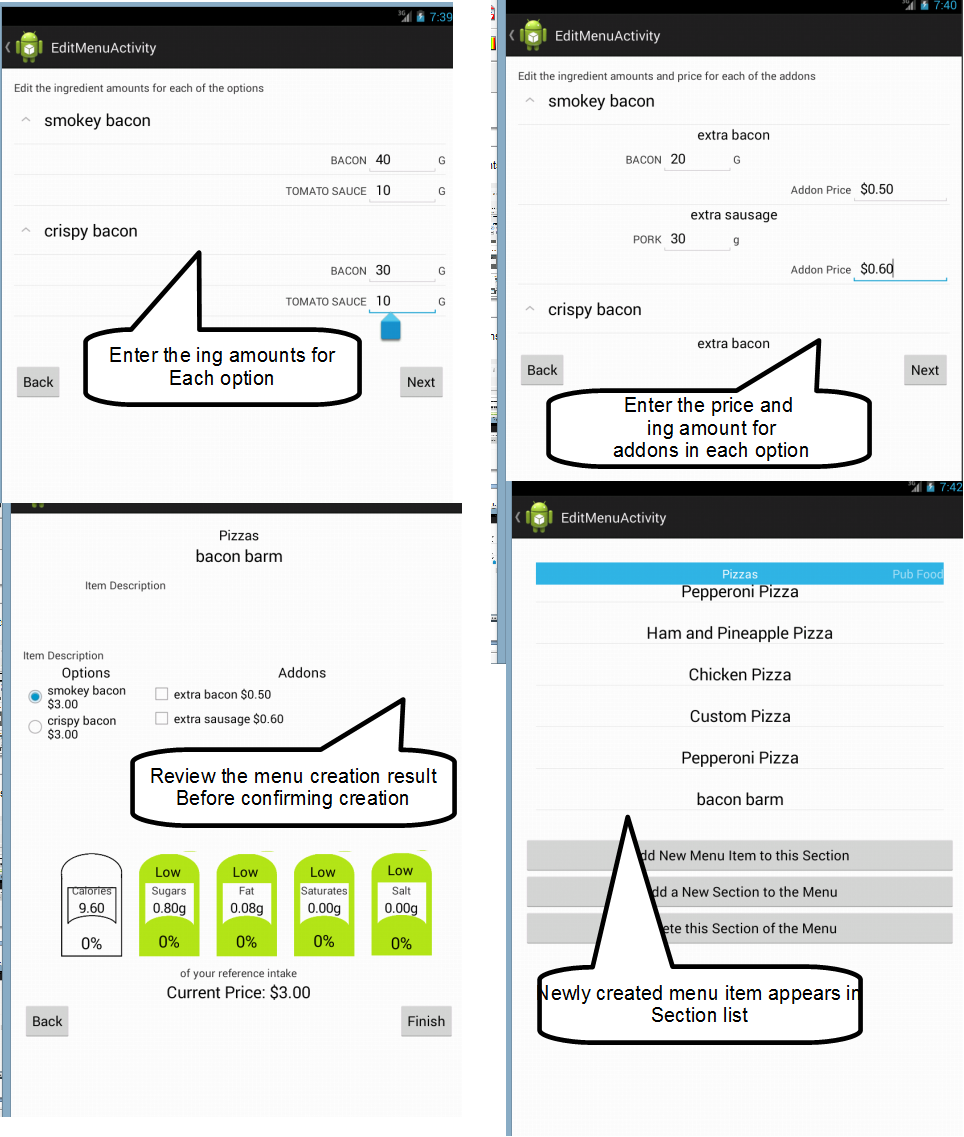 7:39
EditMenuActivity
Edit the ingredient amounts for each of the options
smokey bacon
BACON 40 G
TOMATO SAUCE 10 G
crispy bacon
BACON 30 G
TOMATO SAUCE 10 G
Enter the ing amounts for
Each option
Back Next
7:40
EditMenuActivity
Edit the ingredient amounts and price for each of the addons
smokey bacon
extra bacon
BACON 20 G
Addon Price $0.50
extra sausage
PORK 30 g
Addon Price $0.60
crispy bacon
extra bacon
Back Next
Enter the price and
ing amount for
addons in each option
Pizzas
bacon barm
Item Description
Item Description
Options Addons
smokey bacon
$3.00
extra bacon $0.50
crispy bacon
$3.00
extra sausage $0.60
Review the menu creation result
Before confirming creation
Low Low Low Low
Calories Sugars Fat Saturates Salt
9.60 0.80g 0.08g 0.00g 0.00g
0% 0% 0% 0% 0%
of your reference intake
Current Price: $3.00
Back Finish
3G 7:42
EditMenuActivity
Pizzas Pub Food
Pepperoni Pizza
Ham and Pineapple Pizza
Chicken Pizza
Custom Pizza
Pepperoni Pizza
bacon barm
dd New Menu Item to this Section
dd a New Section to the Menu
ete this Section of the Menu
Newly created menu item appears in
Section list